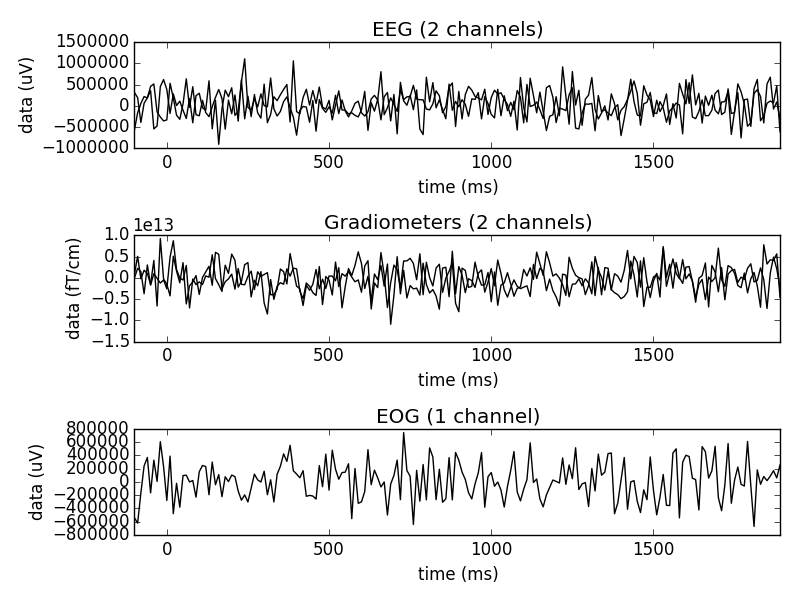 EEG (2 channels)
1500000
1000000
500000
0
−500000
−1000000
data (uV)
0 500 1000 1500
time (ms)
Gradiometers (2 channels)
1e13
1.0
0.5
0.0
−0.5
−1.0
−1.5
data (fT/cm)
0 500 1000 1500
time (ms)
EOG (1 channel)
800000
600000
400000
200000
0
−200000
−400000
−600000
−800000
data (uV)
0 500 1000 1500
time (ms)